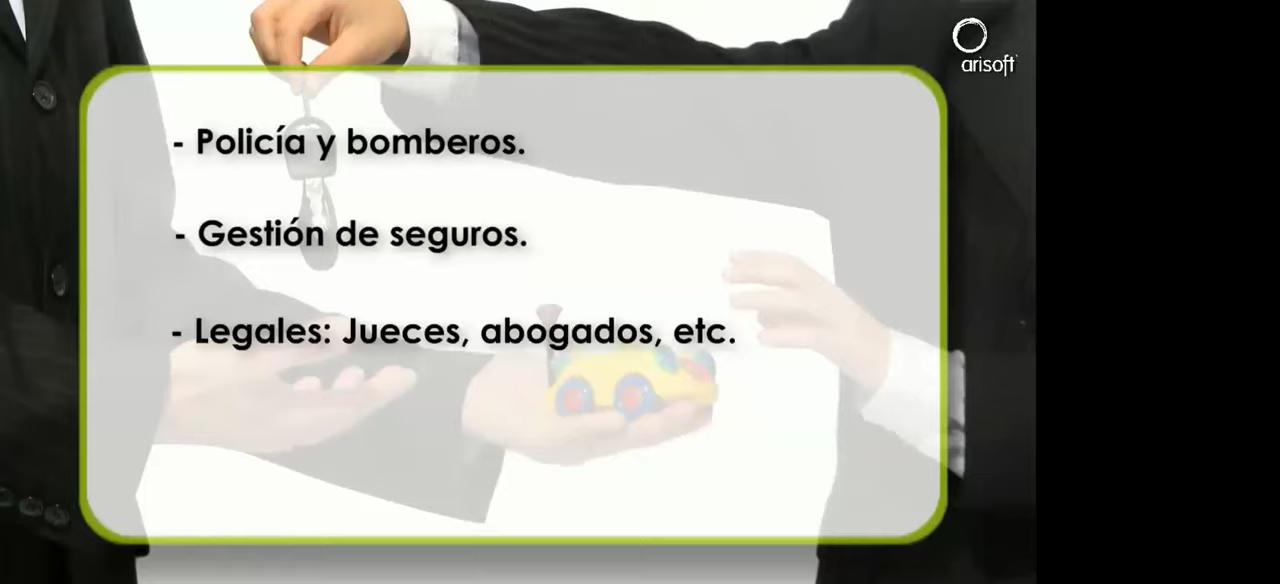 arisoft
- Policía y bomberos.
- Gestión de seguros.
- Legales: Jueces, abogados, etc.